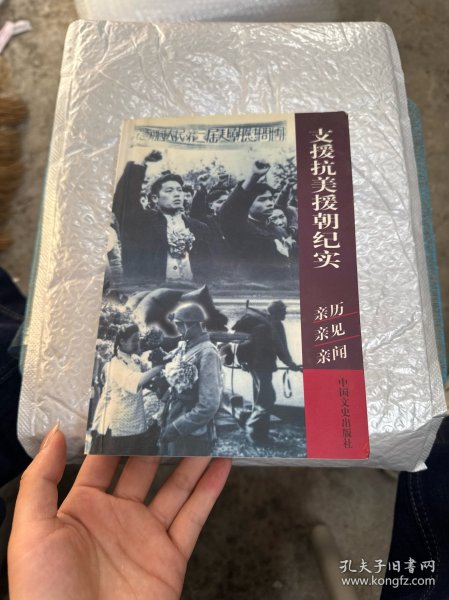 支援抗美援朝纪实
亲历
亲见
亲闻
中国文史出版社
孔夫子旧书网
www.kongfz.com